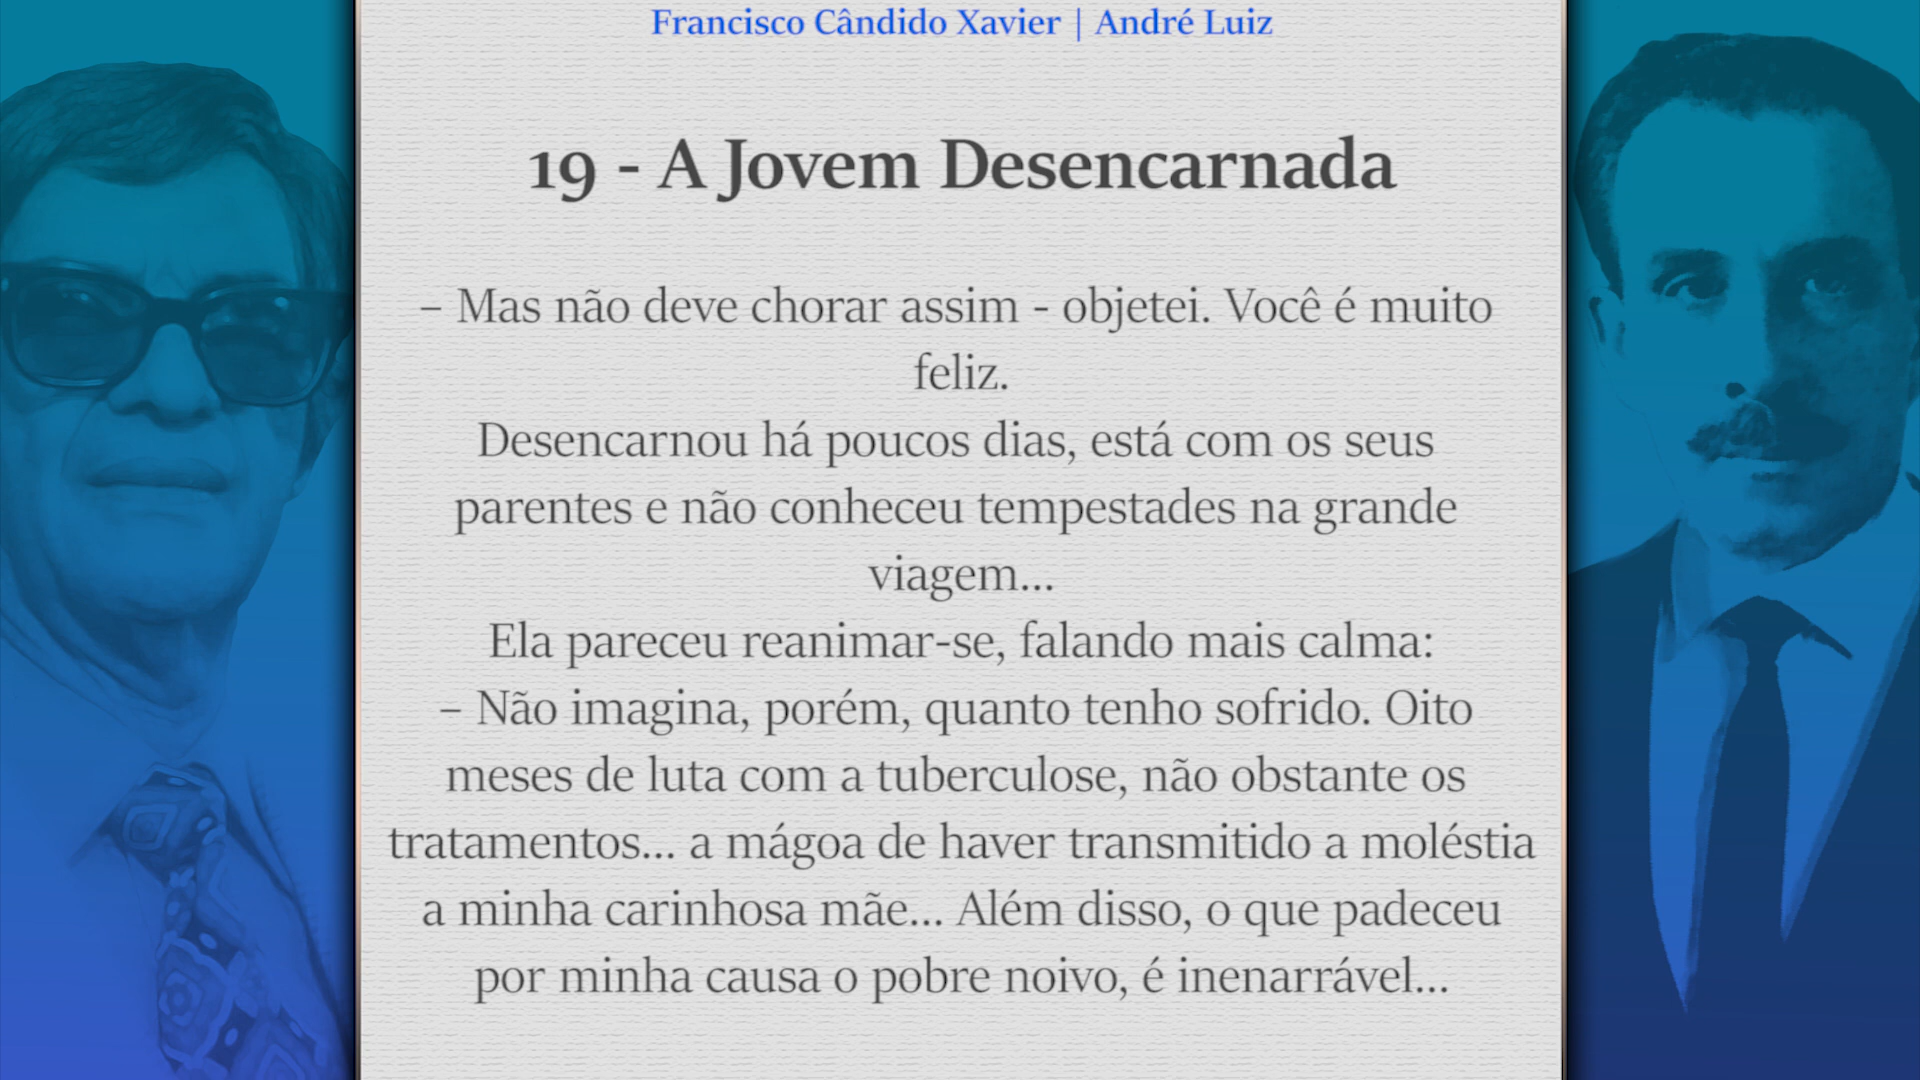 Francisco Cândido Xavier | André Luiz
19 - A Jovem Desencarnada
– Mas não deve chorar assim - objetei. Você é muito
feliz.
Desencarnou há poucos dias, está com os seus
parentes e não conheceu tempestades na grande
viagem...
Ela pareceu reanimar-se, falando mais calma:
– Não imagina, porém, quanto tenho sofrido. Oito
meses de luta com a tuberculose, não obstante os
tratamentos... a mágoa de haver transmitido a moléstia
a minha carinhosa mãe... Além disso, o que padeceu
por minha causa o pobre noivo, é inenarrável...